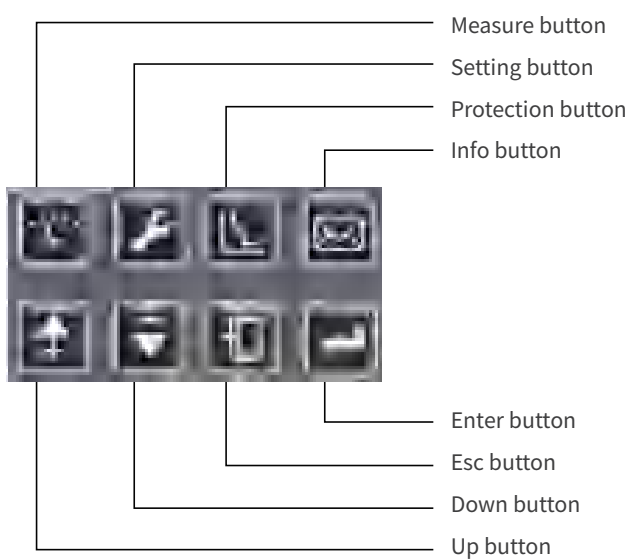 Measure button
Setting button
Protection button
Info button
Enter button
Esc button
Down button
Up button